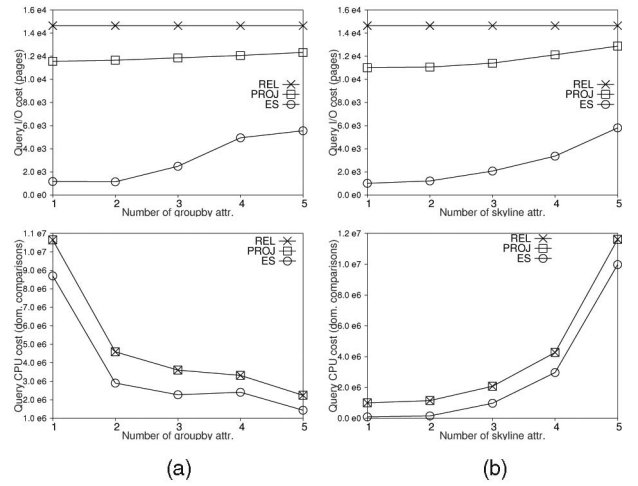 1.6 e4
1.4 e4
1.2 e4
1.0 e4
8.0 e3
6.0 e3
4.0 e3
2.0 e3
0.0 e0
Query I/O cost (pages)
REL
PROJ
ES
1 2 3 4 5
Number of groupby attr.
1.6 e4
1.4 e4
1.2 e4
1.0 e4
8.0 e3
6.0 e3
4.0 e3
2.0 e3
0.0 e0
Query I/O cost (pages)
REL
PROJ
ES
1 2 3 4 5
Number of skyline attr.
1.1 e7
1.0 e7
9.0 e6
8.0 e6
7.0 e6
6.0 e6
5.0 e6
4.0 e6
3.0 e6
2.0 e6
1.0 e6
Query CPU cost (dom. comparisons)
REL
PROJ
ES
1 2 3 4 5
Number of groupby attr.
1.2 e7
1.0 e7
8.0 e6
6.0 e6
4.0 e6
2.0 e6
0.0 e0
Query CPU cost (dom. comparisons)
REL
PROJ
ES
1 2 3 4 5
Number of skyline attr.
(a)
(b)